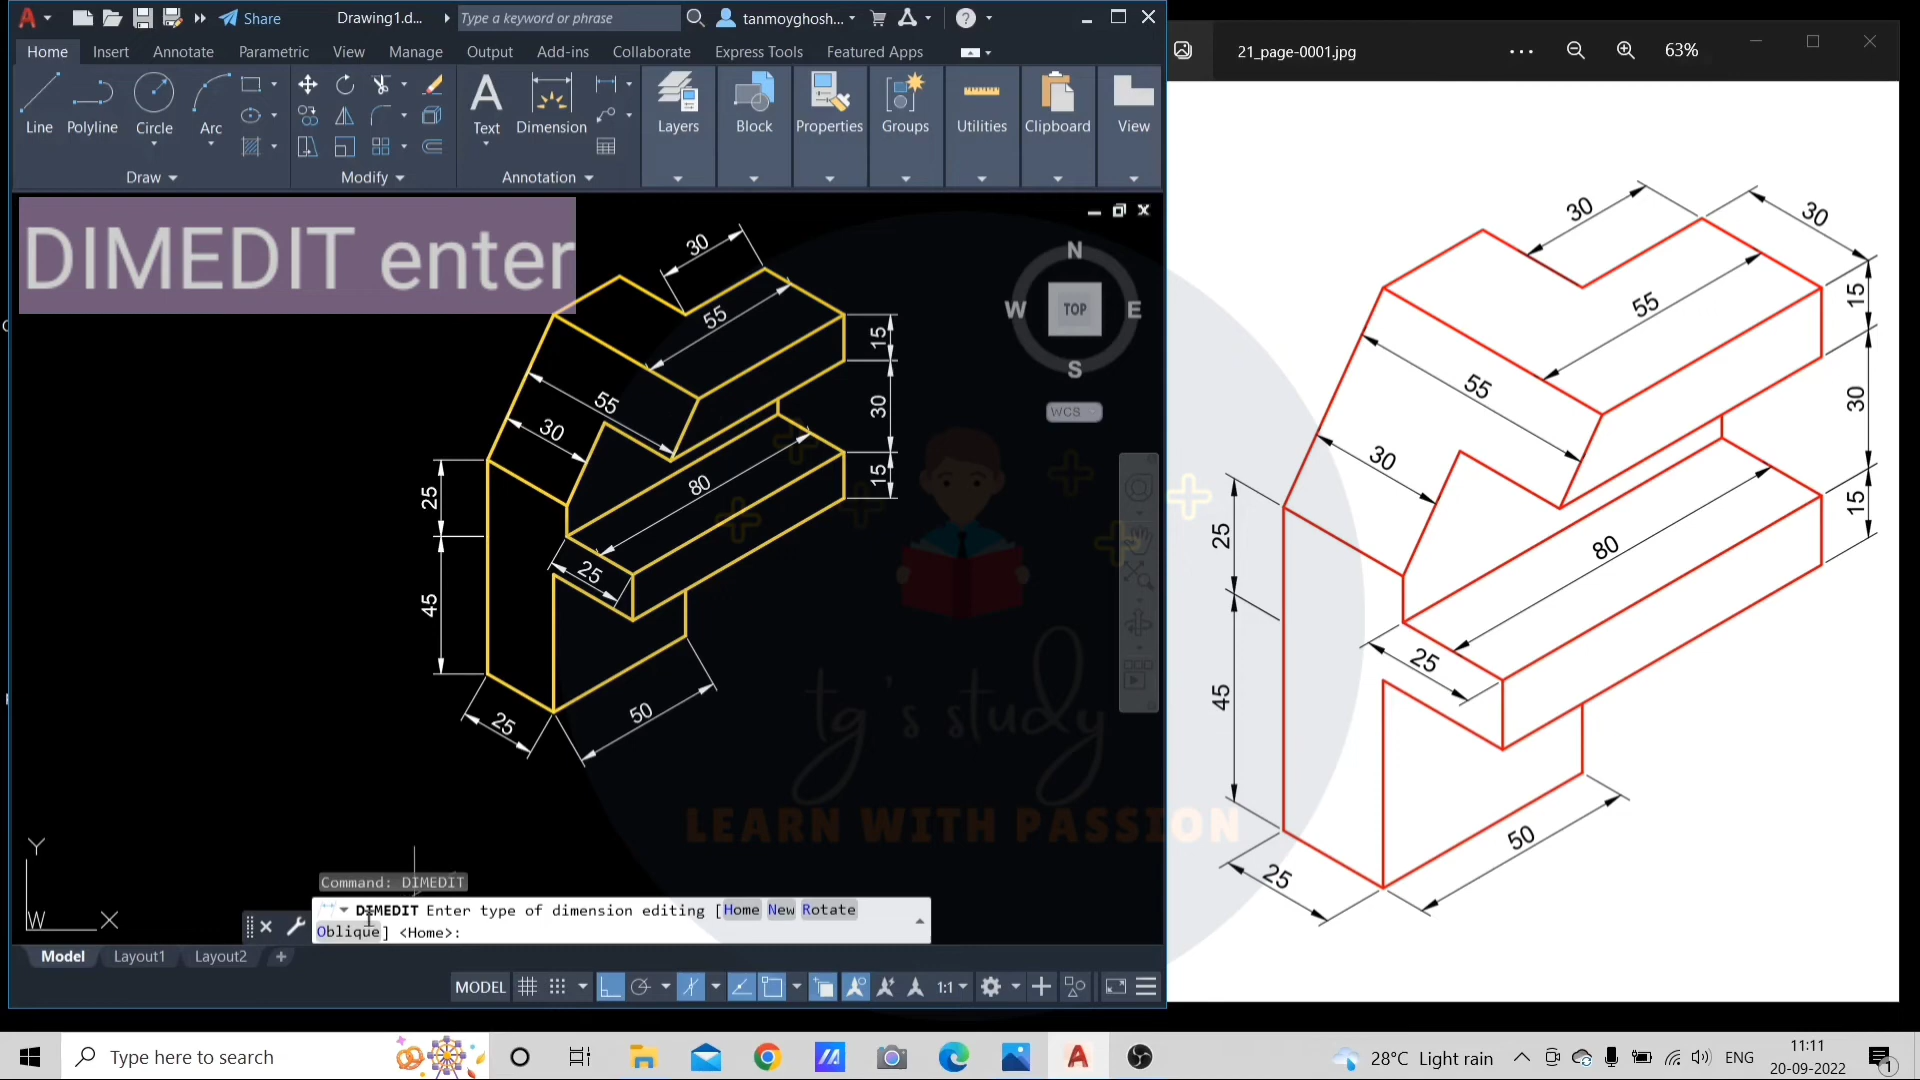 Share
Drawing1.d...
Type a keyword or phrase
tanmoyghosh...
Home
Insert
Annotate
Parametric
View
Manage
Output
Add-ins
Collaborate
Express Tools
Featured Apps
Line
Polyline
Circle
Arc
Text
Dimension
Layers
Block
Properties
Groups
Utilities
Clipboard
View
Draw
Modify
Annotation
21_page-0001.jpg
63%
DIMEDIT enter
N
W
TOP
E
S
WCS
30
55
15
55
30
30
15
80
25
25
45
25
50
30
30
15
55
55
30
30
15
80
25
25
45
50
25
tg's study
LEARN WITH PASSION
Y
W
X
Command: DIMEDIT
DIMEDIT Enter type of dimension editing [Home New Rotate
Oblique] <Home>:
Model
Layout1
Layout2
MODEL
1:1
Type here to search
28°C Light rain
ENG
11:11
20-09-2022
1